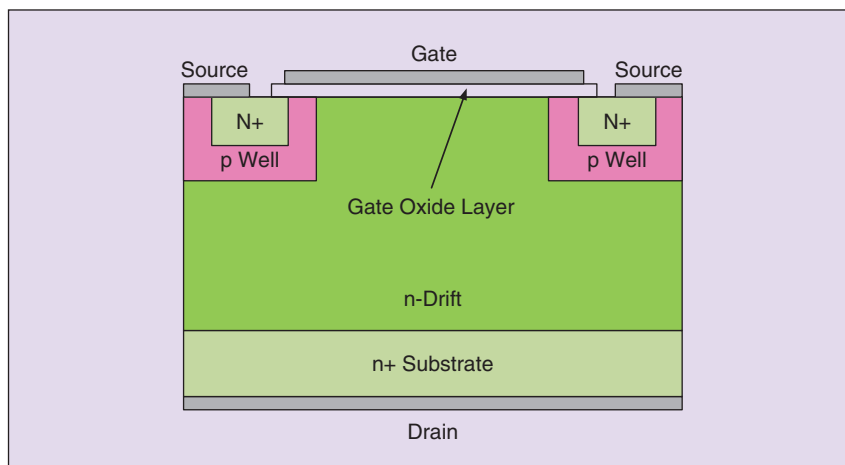 Gate
Source
Source
N+
N+
p Well
p Well
Gate Oxide Layer
n-Drift
n+ Substrate
Drain